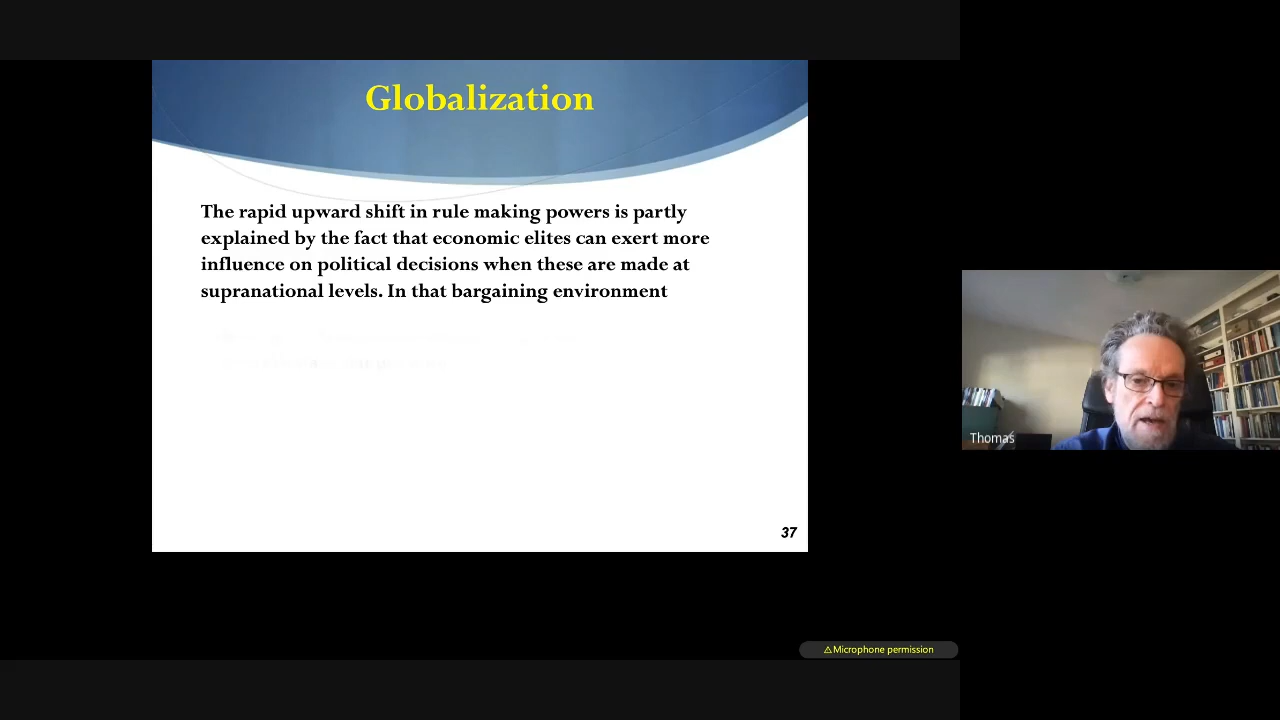 Globalization
The rapid upward shift in rule making powers is partly
explained by the fact that economic elites can exert more
influence on political decisions when these are made at
supranational levels. In that bargaining environment
37
Thomas
⚠Microphone permission